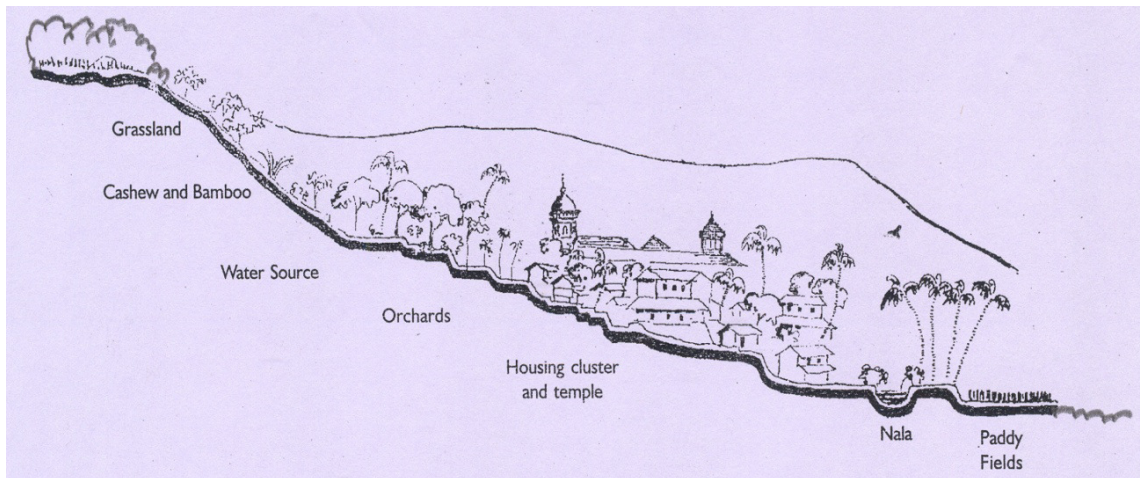 Grassland
Cashew and Bamboo
Water Source
Orchards
Housing cluster
and temple
Nala
Paddy
Fields